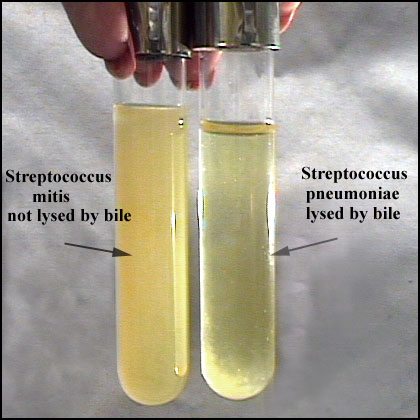 Streptococcus
mitis
not lysed by bile
Streptococcus
pneumoniae
lysed by bile